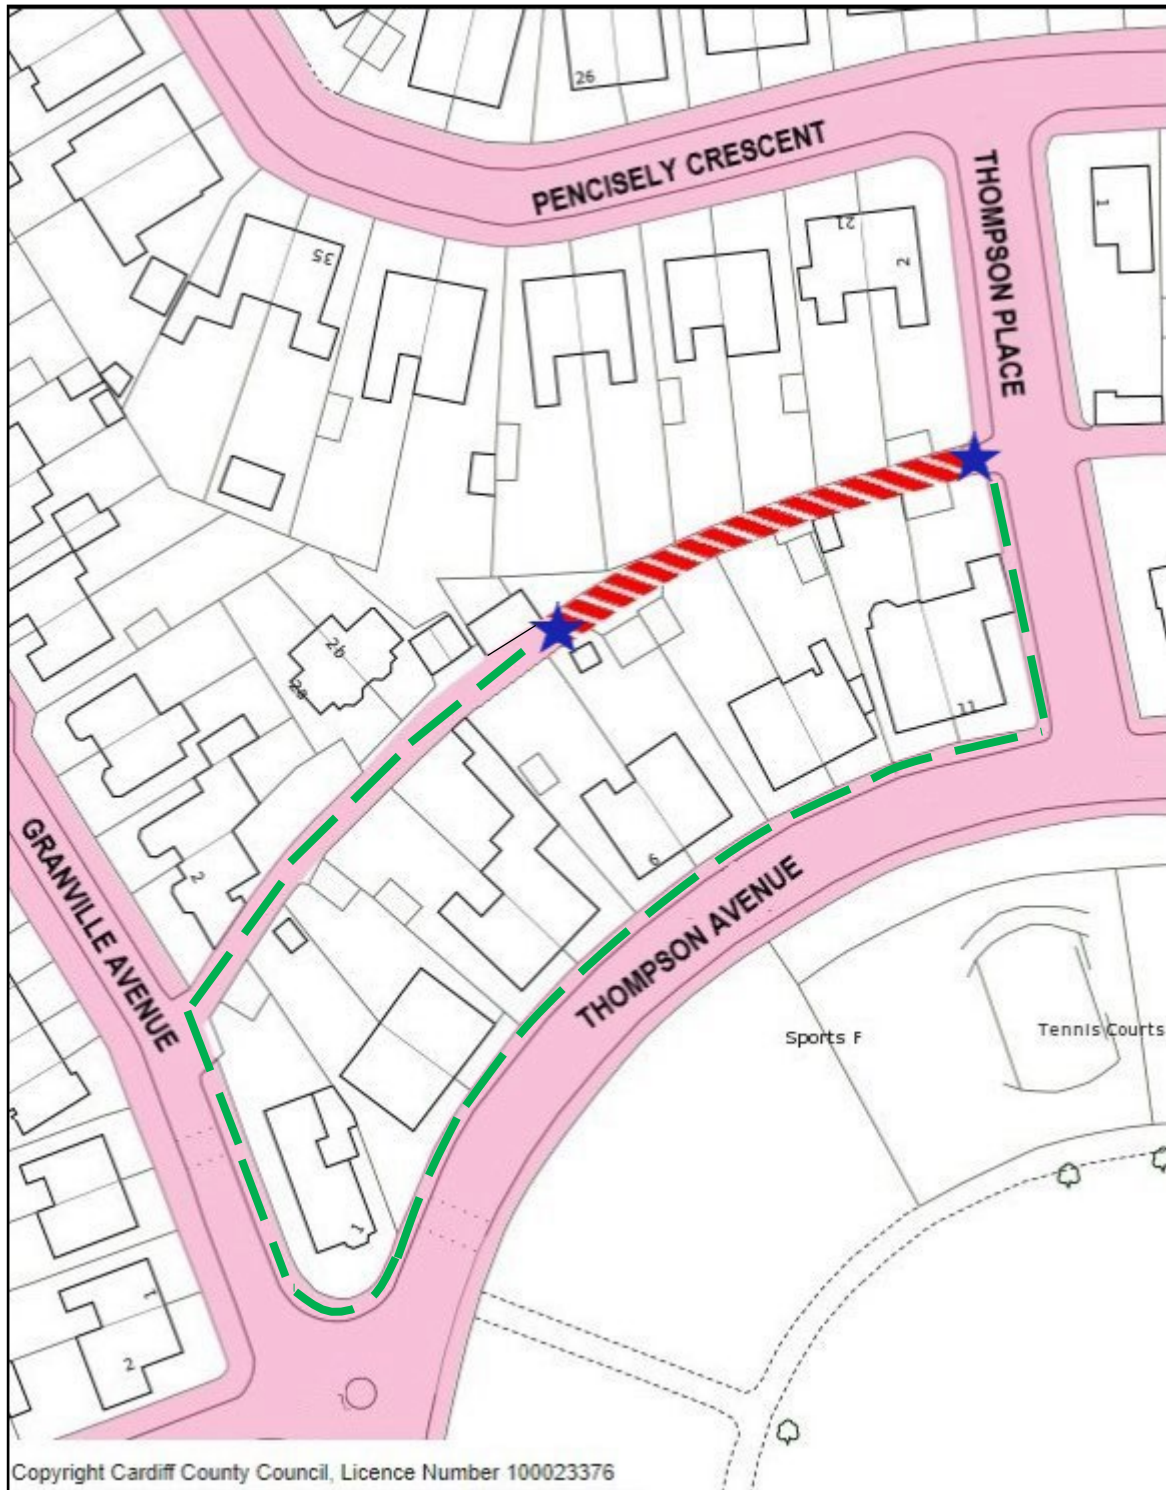 26
PENCISELY CRESCENT
THOMPSON PLACE
1
35
21
2
2b
2a
11
GRANVILLE AVENUE
2
6
THOMPSON AVENUE
Sports F
Tennis Courts
1
1
2
Copyright Cardiff County Council, Licence Number 100023376